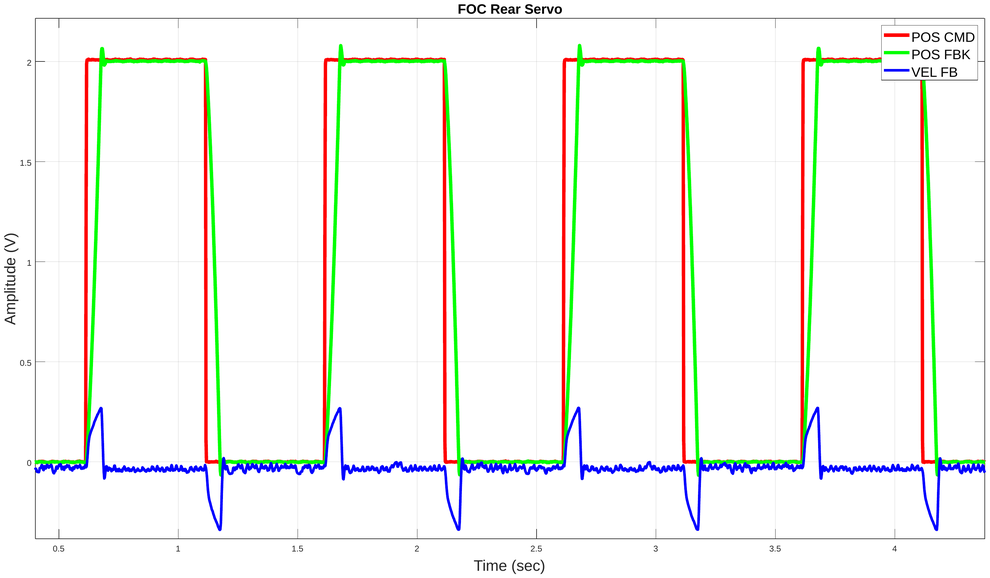 FOC Rear Servo
POS CMD
POS FBK
VEL FB
2
1.5
1
0.5
0
Amplitude (V)
0.5
1
1.5
2
2.5
3
3.5
4
Time (sec)